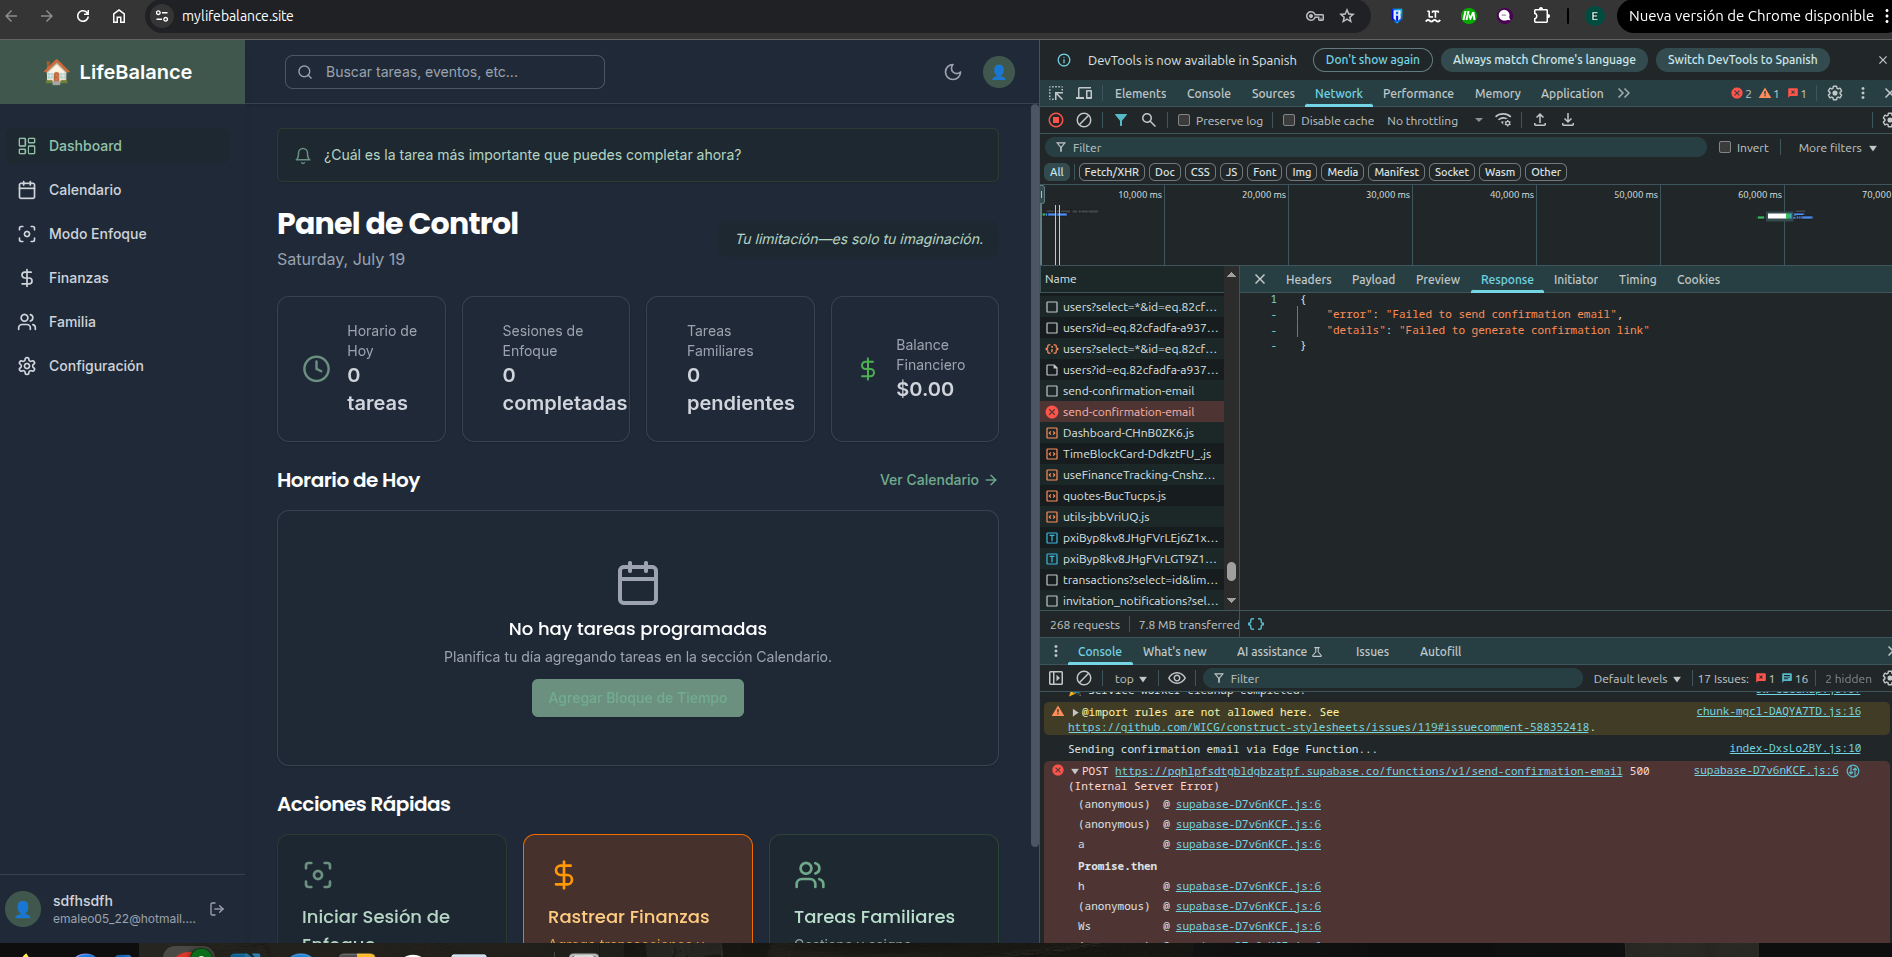 mylifebalance.site
Nueva versión de Chrome disponible
LifeBalance
Buscar tareas, eventos, etc...
Dashboard
Calendario
Modo Enfoque
Finanzas
Familia
Configuración
¿Cuál es la tarea más importante que puedes completar ahora?
Panel de Control
Saturday, July 19
Tu limitación—es solo tu imaginación.
Horario de
Hoy
0
tareas
Sesiones de
Enfoque
0
completadas
Tareas
Familiares
0
pendientes
Balance
Financiero
$0.00
Horario de Hoy
Ver Calendario →
No hay tareas programadas
Planifica tu día agregando tareas en la sección Calendario.
Agregar Bloque de Tiempo
Acciones Rápidas
Iniciar Sesión de
Enfoque
Rastrear Finanzas
Tareas Familiares
sdfhsdfh
emaleo05_22@hotmail....
DevTools is now available in Spanish
Don't show again
Always match Chrome's language
Switch DevTools to Spanish
Elements Console Sources Network Performance Memory Application
2 1 1
Preserve log Disable cache No throttling
Filter Invert More filters
All Fetch/XHR Doc CSS JS Font Img Media Manifest Socket Wasm Other
10,000 ms 20,000 ms 30,000 ms 40,000 ms 50,000 ms 60,000 ms 70,000
Name
users?select=*&id=eq.82cf...
users?id=eq.82cfadfa-a937...
users?select=*&id=eq.82cf...
users?id=eq.82cfadfa-a937...
send-confirmation-email
send-confirmation-email
Dashboard-CHnB0ZK6.js
TimeBlockCard-DdkztFU_.js
useFinanceTracking-Cnshz...
quotes-BucTucps.js
utils-jbbVriUQ.js
pxiByp8kv8JHgFVrLEj6Z1x...
pxiByp8kv8JHgFVrLGT9Z1...
transactions?select=id&lim...
invitation_notifications?sel...
268 requests 7.8 MB transferred
Headers Payload Preview Response Initiator Timing Cookies
1 {
- "error": "Failed to send confirmation email",
- "details": "Failed to generate confirmation link"
- }
Console What's new AI assistance Issues Autofill
top Filter Default levels 17 Issues: 1 16 2 hidden
@import rules are not allowed here. See chunk-mgcl-DAQYA7TD.js:16
https://github.com/WICG/construct-stylesheets/issues/119#issuecomment-588352418.
Sending confirmation email via Edge Function... index-DxsLo2BY.js:10
POST https://pqhlpfsdtgbldgbzatpf.supabase.co/functions/v1/send-confirmation-email 500 supabase-D7v6nKCF.js:6
(Internal Server Error)
(anonymous) @ supabase-D7v6nKCF.js:6
(anonymous) @ supabase-D7v6nKCF.js:6
a @ supabase-D7v6nKCF.js:6
Promise.then
h @ supabase-D7v6nKCF.js:6
(anonymous) @ supabase-D7v6nKCF.js:6
Ws @ supabase-D7v6nKCF.js:6